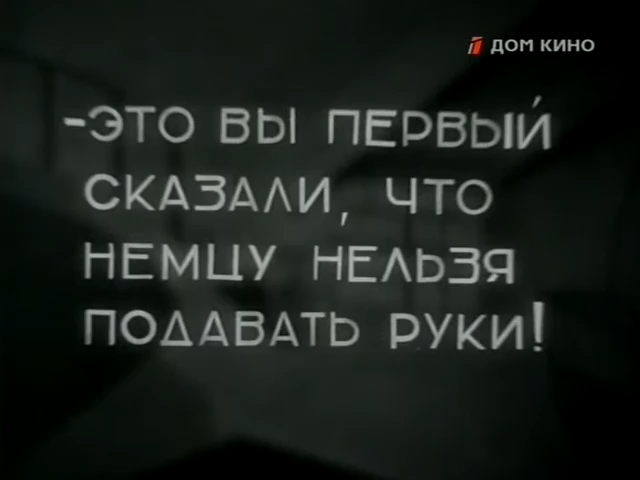 ДОМ КИНО
-ЭТО ВЫ ПЕРВЫЙ
СКАЗАЛИ, ЧТО
НЕМЦУ НЕЛЬЗЯ
ПОДАВАТЬ РУКИ!